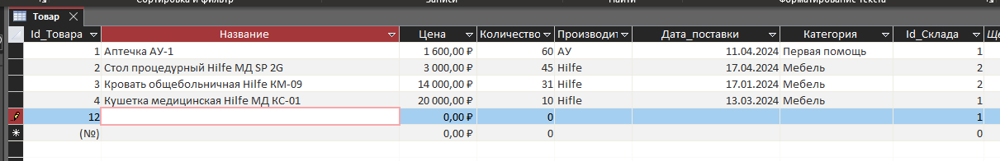 Сортировка и фильтр Записи Найти Форматирование текста
Товар
Id_Товара Название Цена Количество Производит Дата_поставки Категория Id_Склада Ще
1 Аптечка АУ-1 1 600,00 ₽ 60 АУ 11.04.2024 Первая помощь 1
2 Стол процедурный Hilfe МД SP 2G 3 000,00 ₽ 45 Hilfe 17.04.2024 Мебель 2
3 Кровать общебольничная Hilfe КМ-09 14 000,00 ₽ 31 Hilfe 17.01.2024 Мебель 2
4 Кушетка медицинская Hilfe МД КС-01 20 000,00 ₽ 10 Hifle 13.03.2024 Мебель 1
12 0,00 ₽ 0 1
(№) 0,00 ₽ 0 0